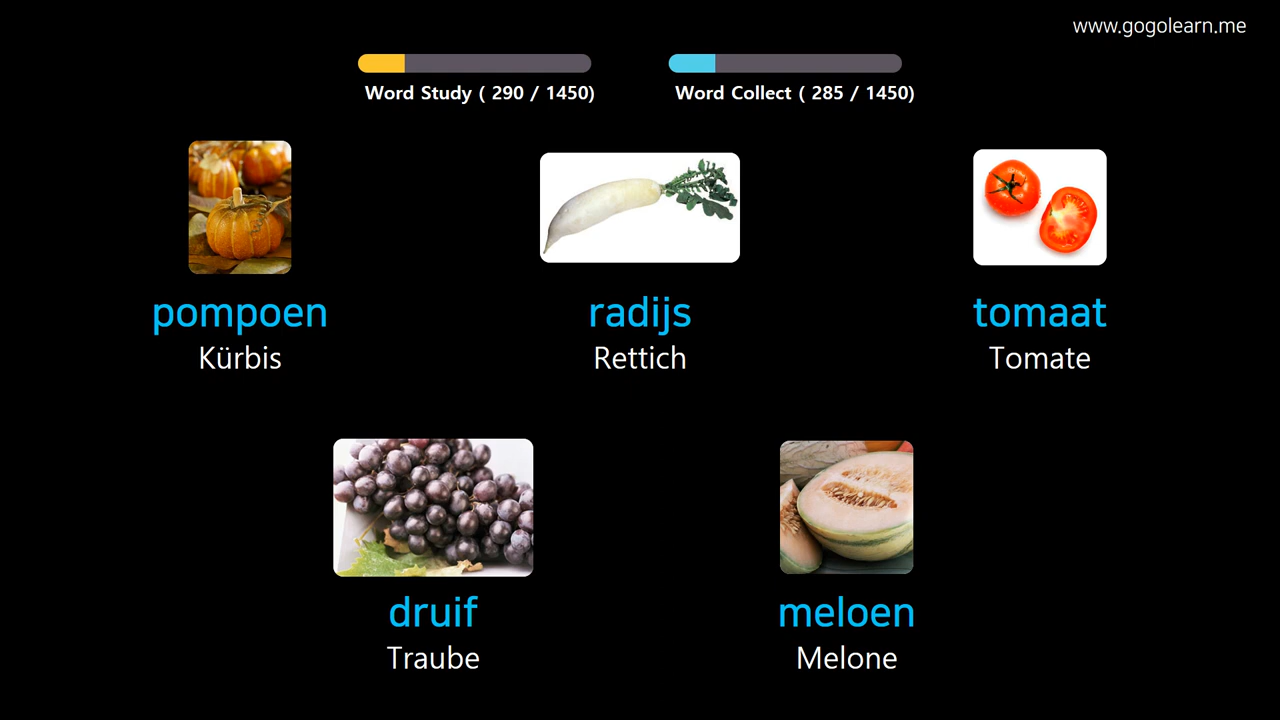 www.gogolearn.me
Word Study ( 290 / 1450)
Word Collect ( 285 / 1450)
pompoen
Kürbis
radijs
Rettich
tomaat
Tomate
druif
Traube
meloen
Melone